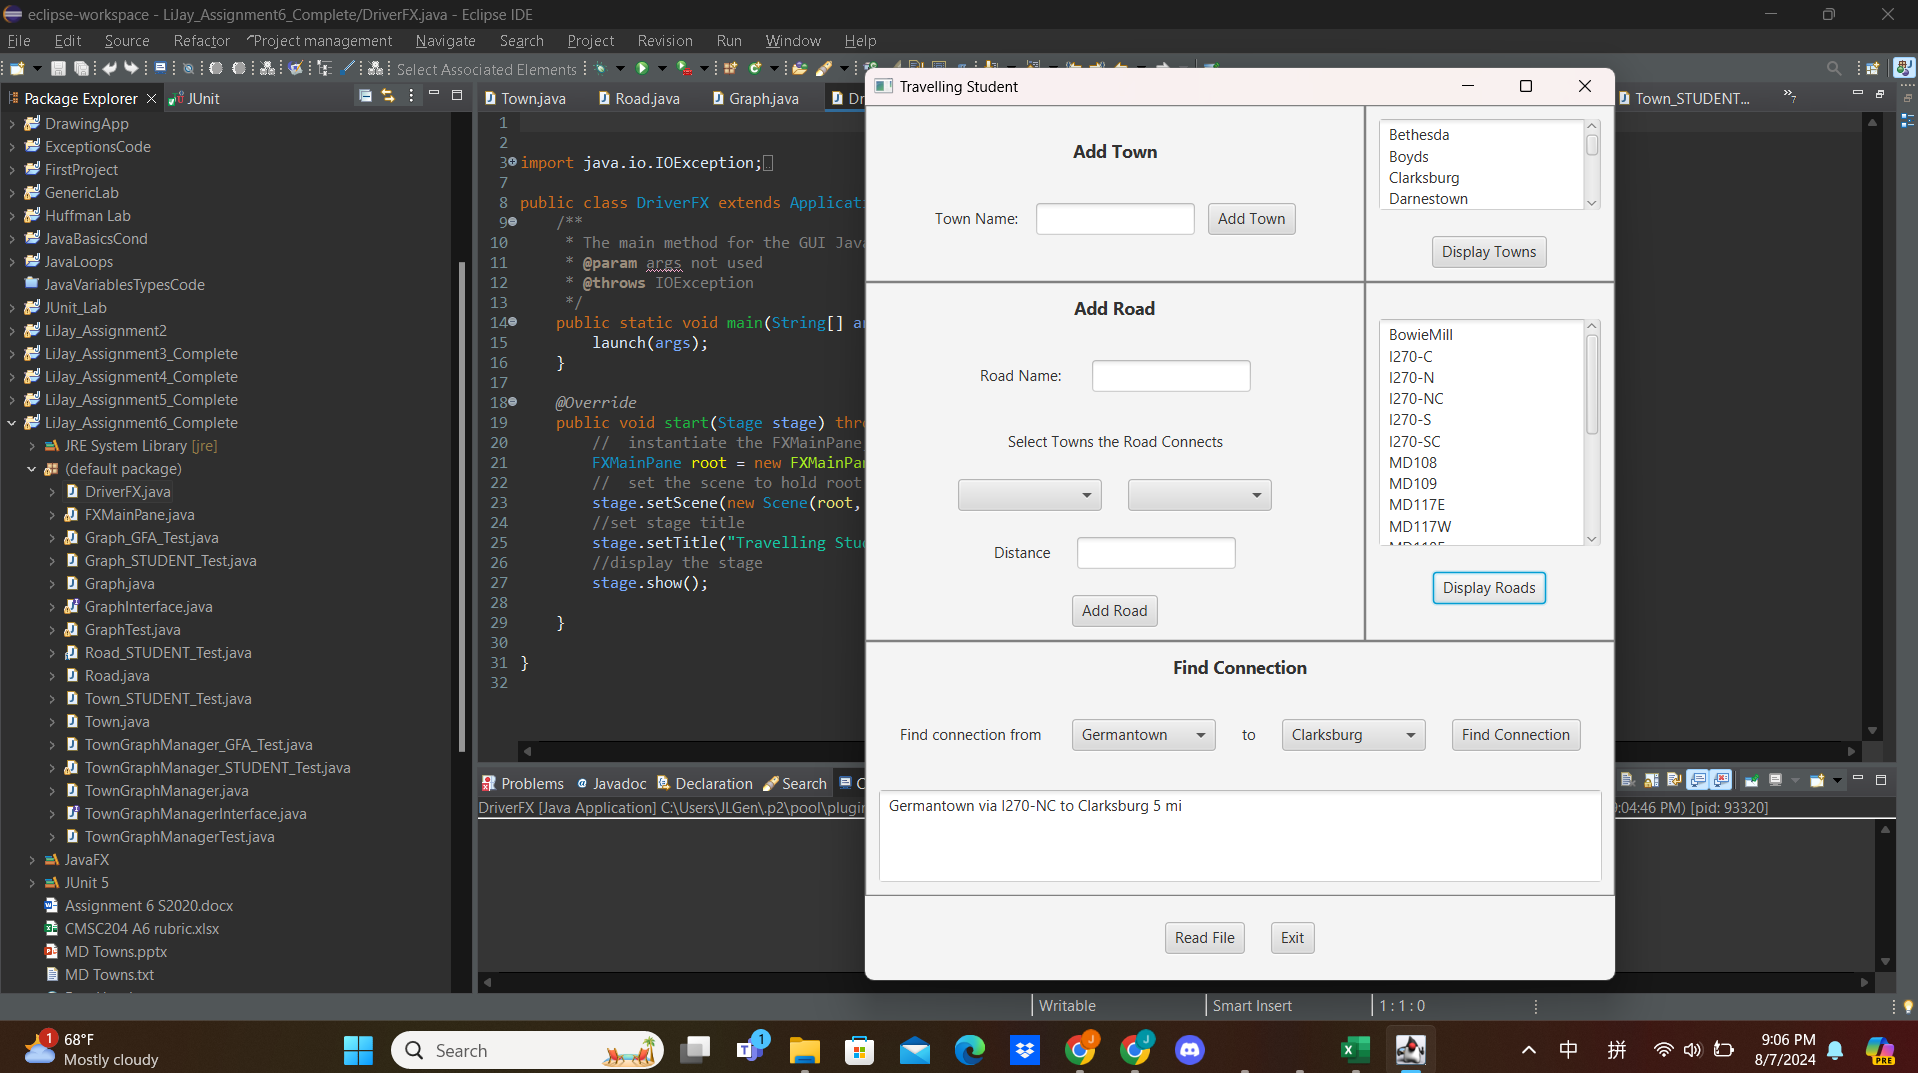 eclipse-workspace - LiJay_Assignment6_Complete/DriverFX.java - Eclipse IDE
File Edit Source Refactor Project management Navigate Search Project Revision Run Window Help
Select Associated Elements
Package Explorer
JUnit
Town.java
Road.java
Graph.java
Town_STUDENT...
»7
DrawingApp
ExceptionsCode
FirstProject
GenericLab
Huffman Lab
JavaBasicsCond
JavaLoops
JavaVariablesTypesCode
JUnit_Lab
LiJay_Assignment2
LiJay_Assignment3_Complete
LiJay_Assignment4_Complete
LiJay_Assignment5_Complete
LiJay_Assignment6_Complete
JRE System Library [jre]
(default package)
DriverFX.java
FXMainPane.java
Graph_GFA_Test.java
Graph_STUDENT_Test.java
Graph.java
GraphInterface.java
GraphTest.java
Road_STUDENT_Test.java
Road.java
Town_STUDENT_Test.java
Town.java
TownGraphManager_GFA_Test.java
TownGraphManager_STUDENT_Test.java
TownGraphManager.java
TownGraphManagerInterface.java
TownGraphManagerTest.java
JavaFX
JUnit 5
Assignment 6 S2020.docx
CMSC204 A6 rubric.xlsx
MD Towns.pptx
MD Towns.txt
1
2
3 import java.io.IOException;
7
8 public class DriverFX extends Applicati
9 /**
10 * The main method for the GUI Java
11 * @param args not used
12 * @throws IOException
13 */
14 public static void main(String[] ar
15 launch(args);
16 }
17
18 @Override
19 public void start(Stage stage) thro
20 // instantiate the FXMainPane
21 FXMainPane root = new FXMainPan
22 // set the scene to hold root
23 stage.setScene(new Scene(root,
24 //set stage title
25 stage.setTitle("Travelling Stu
26 //display the stage
27 stage.show();
28
29 }
30
31 }
32
Problems @ Javadoc Declaration Search
DriverFX [Java Application] C:\Users\JLGen\.p2\pool\plugin
:04:46 PM) [pid: 93320]
Travelling Student
Add Town
Town Name:
Add Town
Bethesda
Boyds
Clarksburg
Darnestown
Display Towns
Add Road
Road Name:
Select Towns the Road Connects
Distance
Add Road
BowieMill
I270-C
I270-N
I270-NC
I270-S
I270-SC
MD108
MD109
MD117E
MD117W
Display Roads
Find Connection
Find connection from Germantown to Clarksburg Find Connection
Germantown via I270-NC to Clarksburg 5 mi
Read File Exit
Writable Smart Insert 1 : 1 : 0
1
68°F
Mostly cloudy
Search
1
中
拼
9:06 PM
8/7/2024
PRE